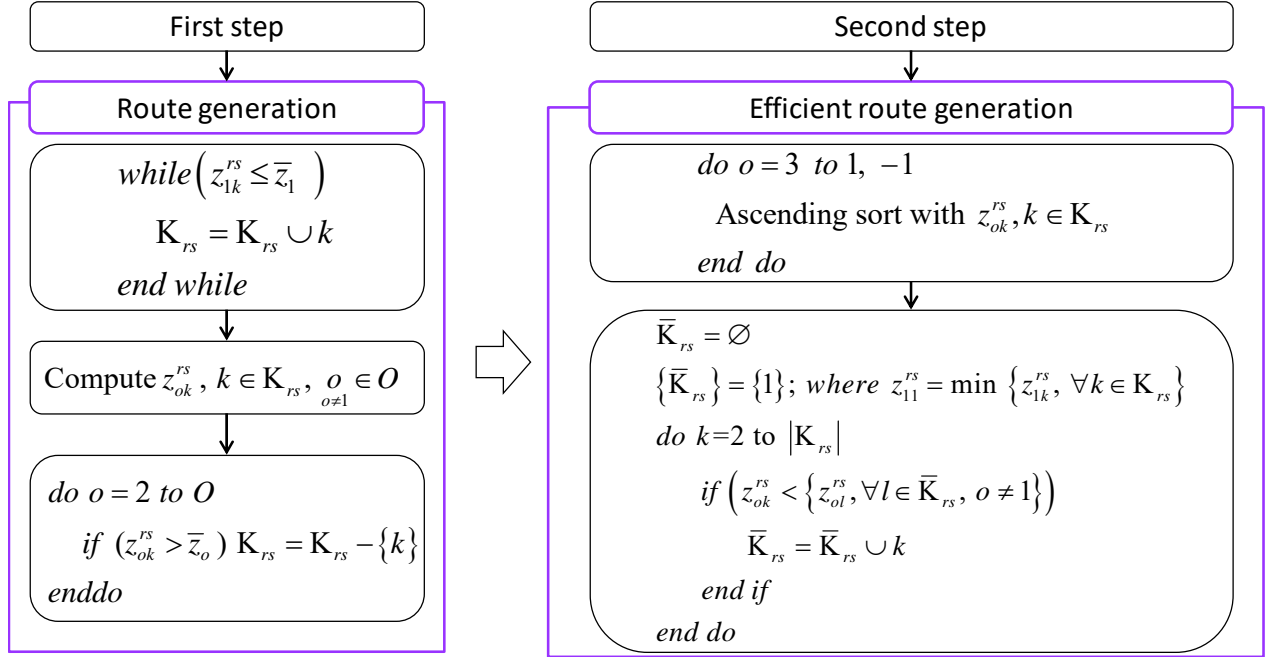 First step
Route generation
while(z_{1k}^{rs} ≤ z̅_1)
K_{rs} = K_{rs} ∪ k
end while
Compute z_{ok}^{rs}, k ∈ K_{rs}, o_{o≠1} ∈ O
do o = 2 to O
if (z_{ok}^{rs} > z̅_o) K_{rs} = K_{rs} − {k}
enddo
Second step
Efficient route generation
do o = 3 to 1, −1
Ascending sort with z_{ok}^{rs}, k ∈ K_{rs}
end do
K̅_{rs} = ∅
{K̅_{rs}} = {1}; where z_{11}^{rs} = min {z_{1k}^{rs}, ∀k ∈ K_{rs}}
do k=2 to |K_{rs}|
if (z_{ok}^{rs} < {z_{ol}^{rs}, ∀l ∈ K̅_{rs}, o ≠ 1})
K̅_{rs} = K̅_{rs} ∪ k
end if
end do